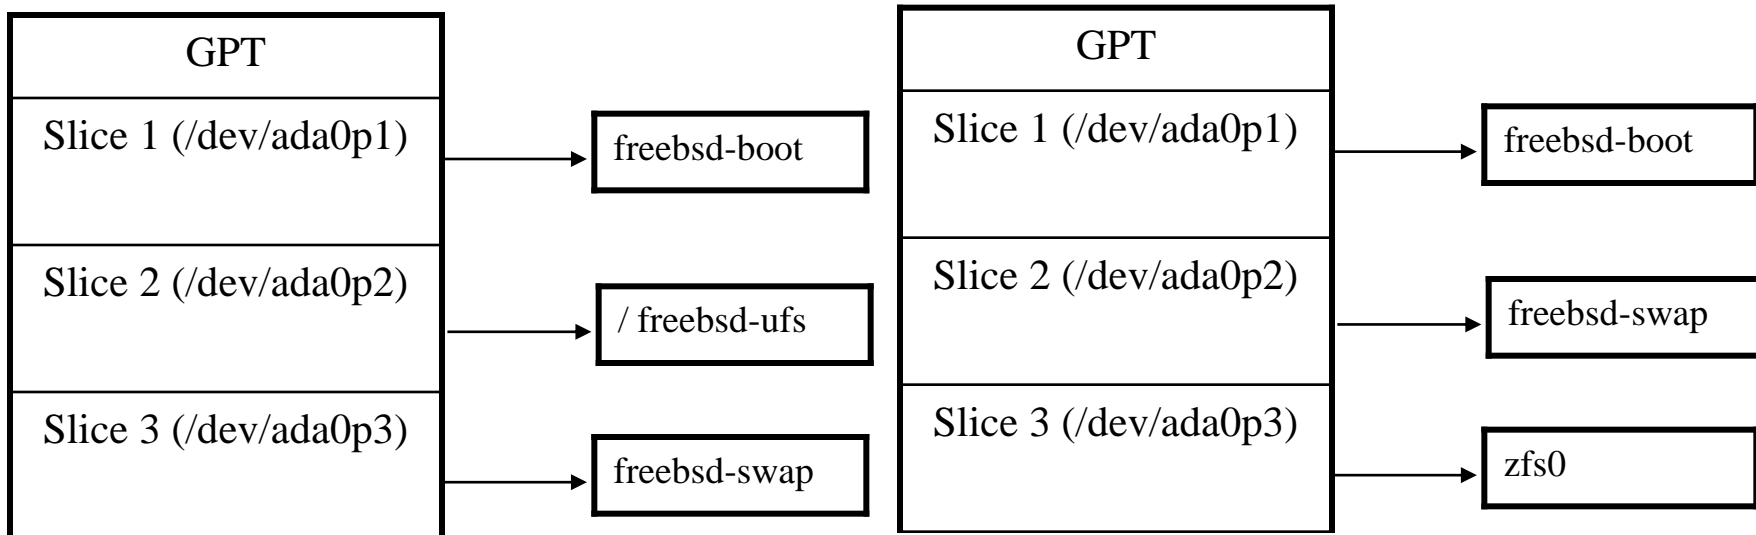 GPT
Slice 1 (/dev/ada0p1)
freebsd-boot
Slice 2 (/dev/ada0p2)
/ freebsd-ufs
Slice 3 (/dev/ada0p3)
freebsd-swap
GPT
Slice 1 (/dev/ada0p1)
freebsd-boot
Slice 2 (/dev/ada0p2)
freebsd-swap
Slice 3 (/dev/ada0p3)
zfs0